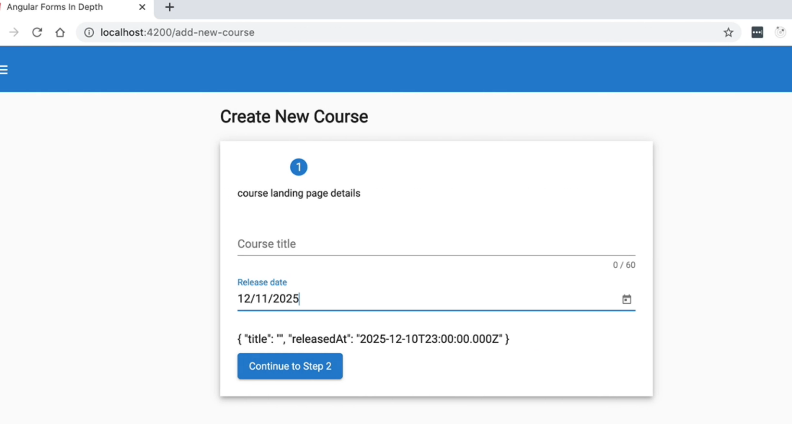 Angular Forms In Depth
localhost:4200/add-new-course
Create New Course
1
course landing page details
Course title
0 / 60
Release date
12/11/2025
{ "title": "", "releasedAt": "2025-12-10T23:00:00.000Z" }
Continue to Step 2